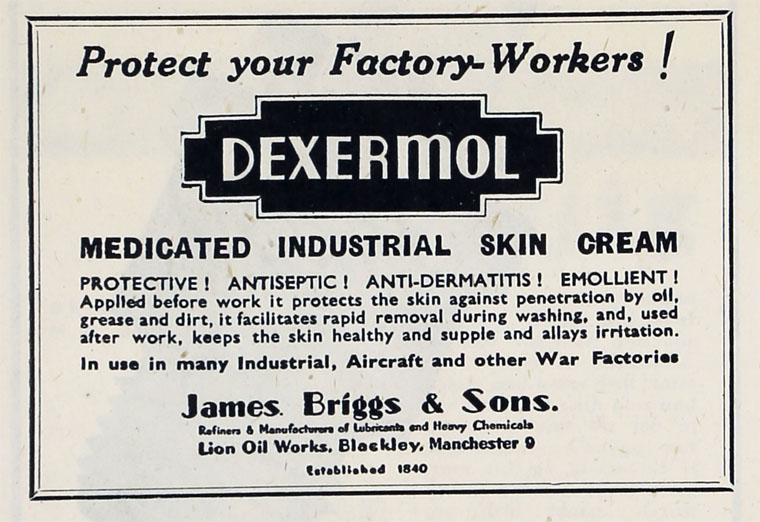 Protect your Factory-Workers !
DEXERMOL
MEDICATED INDUSTRIAL SKIN CREAM
PROTECTIVE ! ANTISEPTIC ! ANTI-DERMATITIS ! EMOLLIENT !
Applied before work it protects the skin against penetration by oil,
grease and dirt, it facilitates rapid removal during washing, and, used
after work, keeps the skin healthy and supple and allays irritation.
In use in many Industrial, Aircraft and other War Factories
James. Briggs & Sons.
Refiners & Manufacturers of Lubricants and Heavy Chemicals
Lion Oil Works, Blackley, Manchester 9
Established 1840